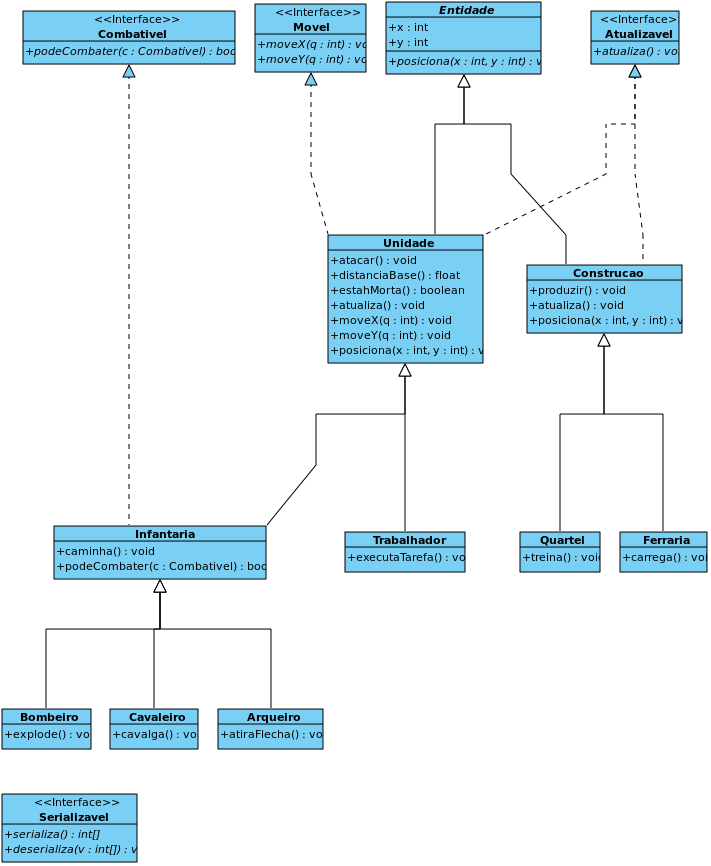 <<Interface>>
Combativel
+podeCombater(c : Combativel) : boo
<<Interface>>
Movel
+moveX(q : int) : vo
+moveY(q : int) : vo
Entidade
+x : int
+y : int
+posiciona(x : int, y : int) : v
<<Interface>>
Atualizavel
+atualiza() : vo
Unidade
+atacar() : void
+distanciaBase() : float
+estahMorta() : boolean
+atualiza() : void
+moveX(q : int) : void
+moveY(q : int) : void
+posiciona(x : int, y : int) : v
Construcao
+produzir() : void
+atualiza() : void
+posiciona(x : int, y : int) : v
Infantaria
+caminha() : void
+podeCombater(c : Combativel) : boo
Trabalhador
+executaTarefa() : vo
Quartel
+treina() : voi
Ferraria
+carrega() : voi
Bombeiro
+explode() : vo
Cavaleiro
+cavalga() : vo
Arqueiro
+atiraFlecha() : vo
<<Interface>>
Serializavel
+serializa() : int[]
+deserializa(v : int[]) : v